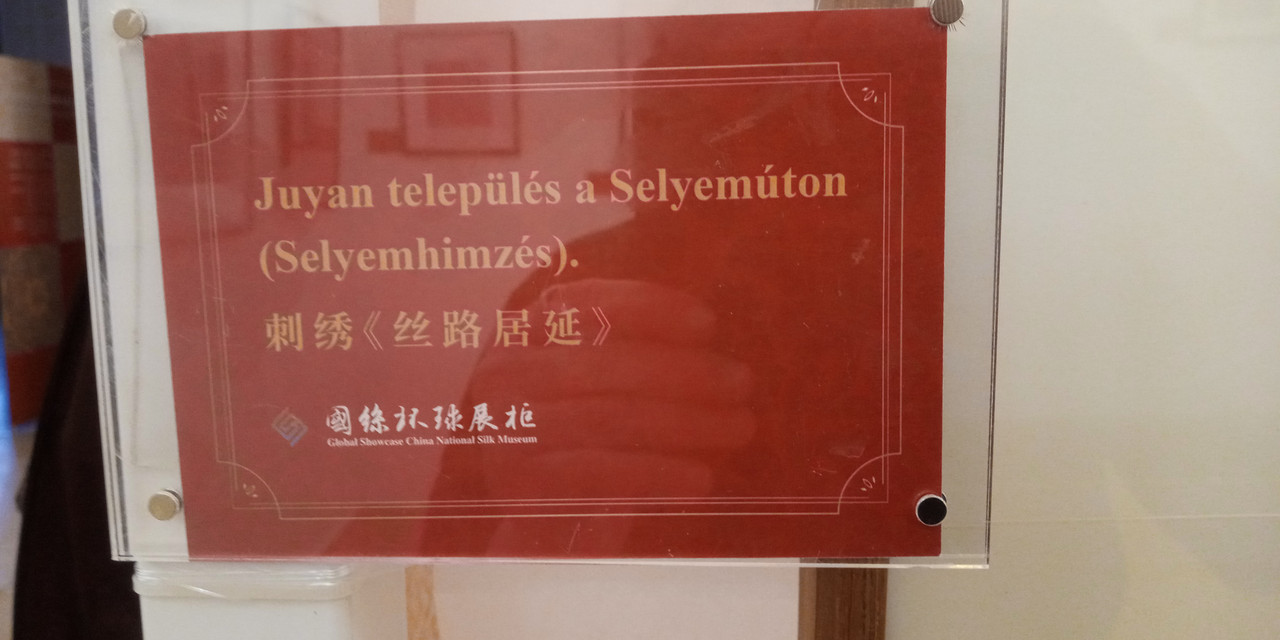 Juyan település a Selyemúton
(Selyemhimzés).
刺绣《丝路居延》
國絲环球展柜
Global Showcase China National Silk Museum